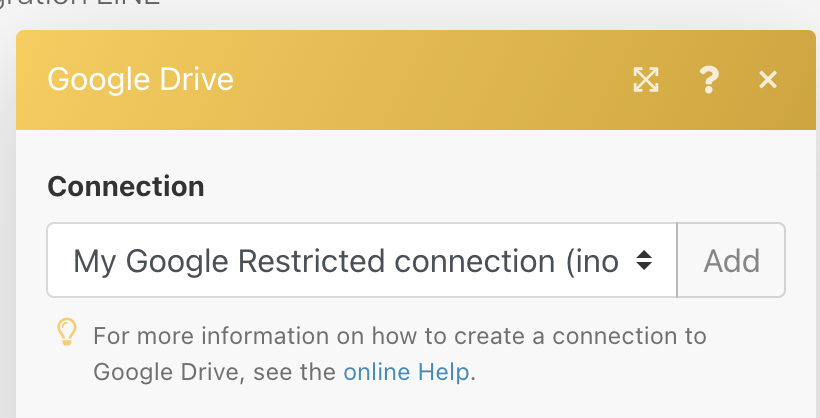 gration LINE
Google Drive
?
Connection
My Google Restricted connection (ino
Add
For more information on how to create a connection to
Google Drive, see the online Help.